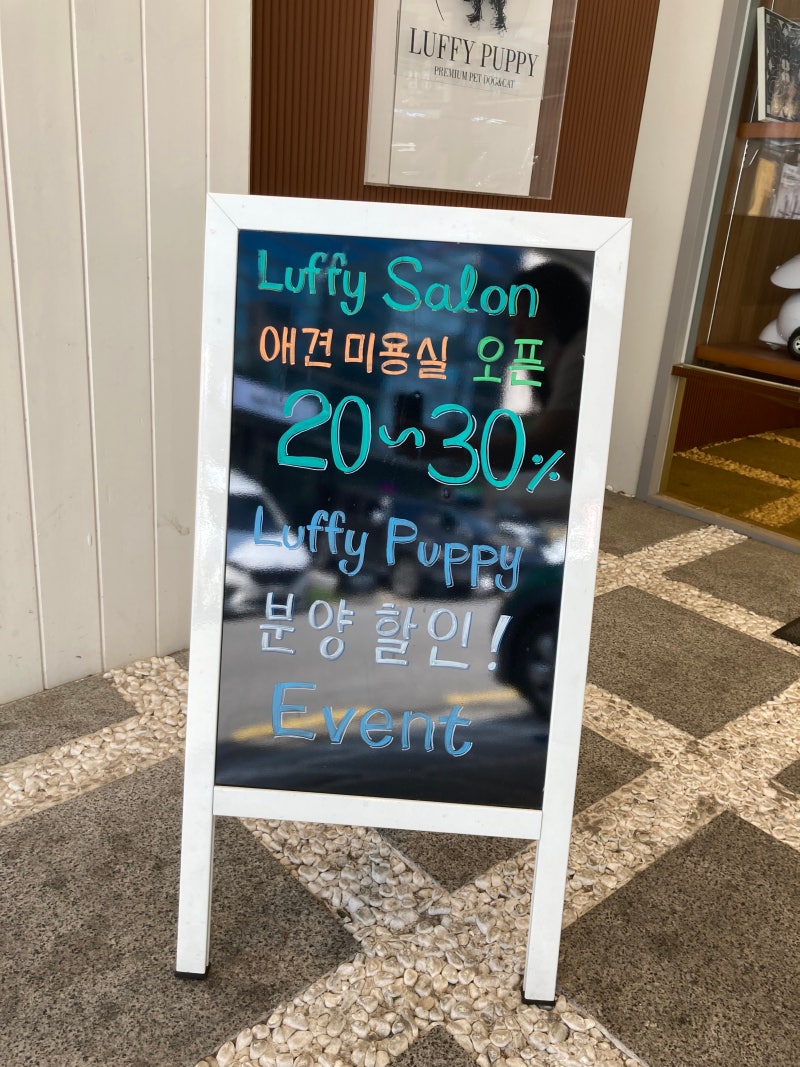 LUFFY PUPPY
PREMIUM PET DOG&CAT
Luffy Salon
애견 미용실 오픈
20~30%
Luffy Puppy
분양 할인!
Event